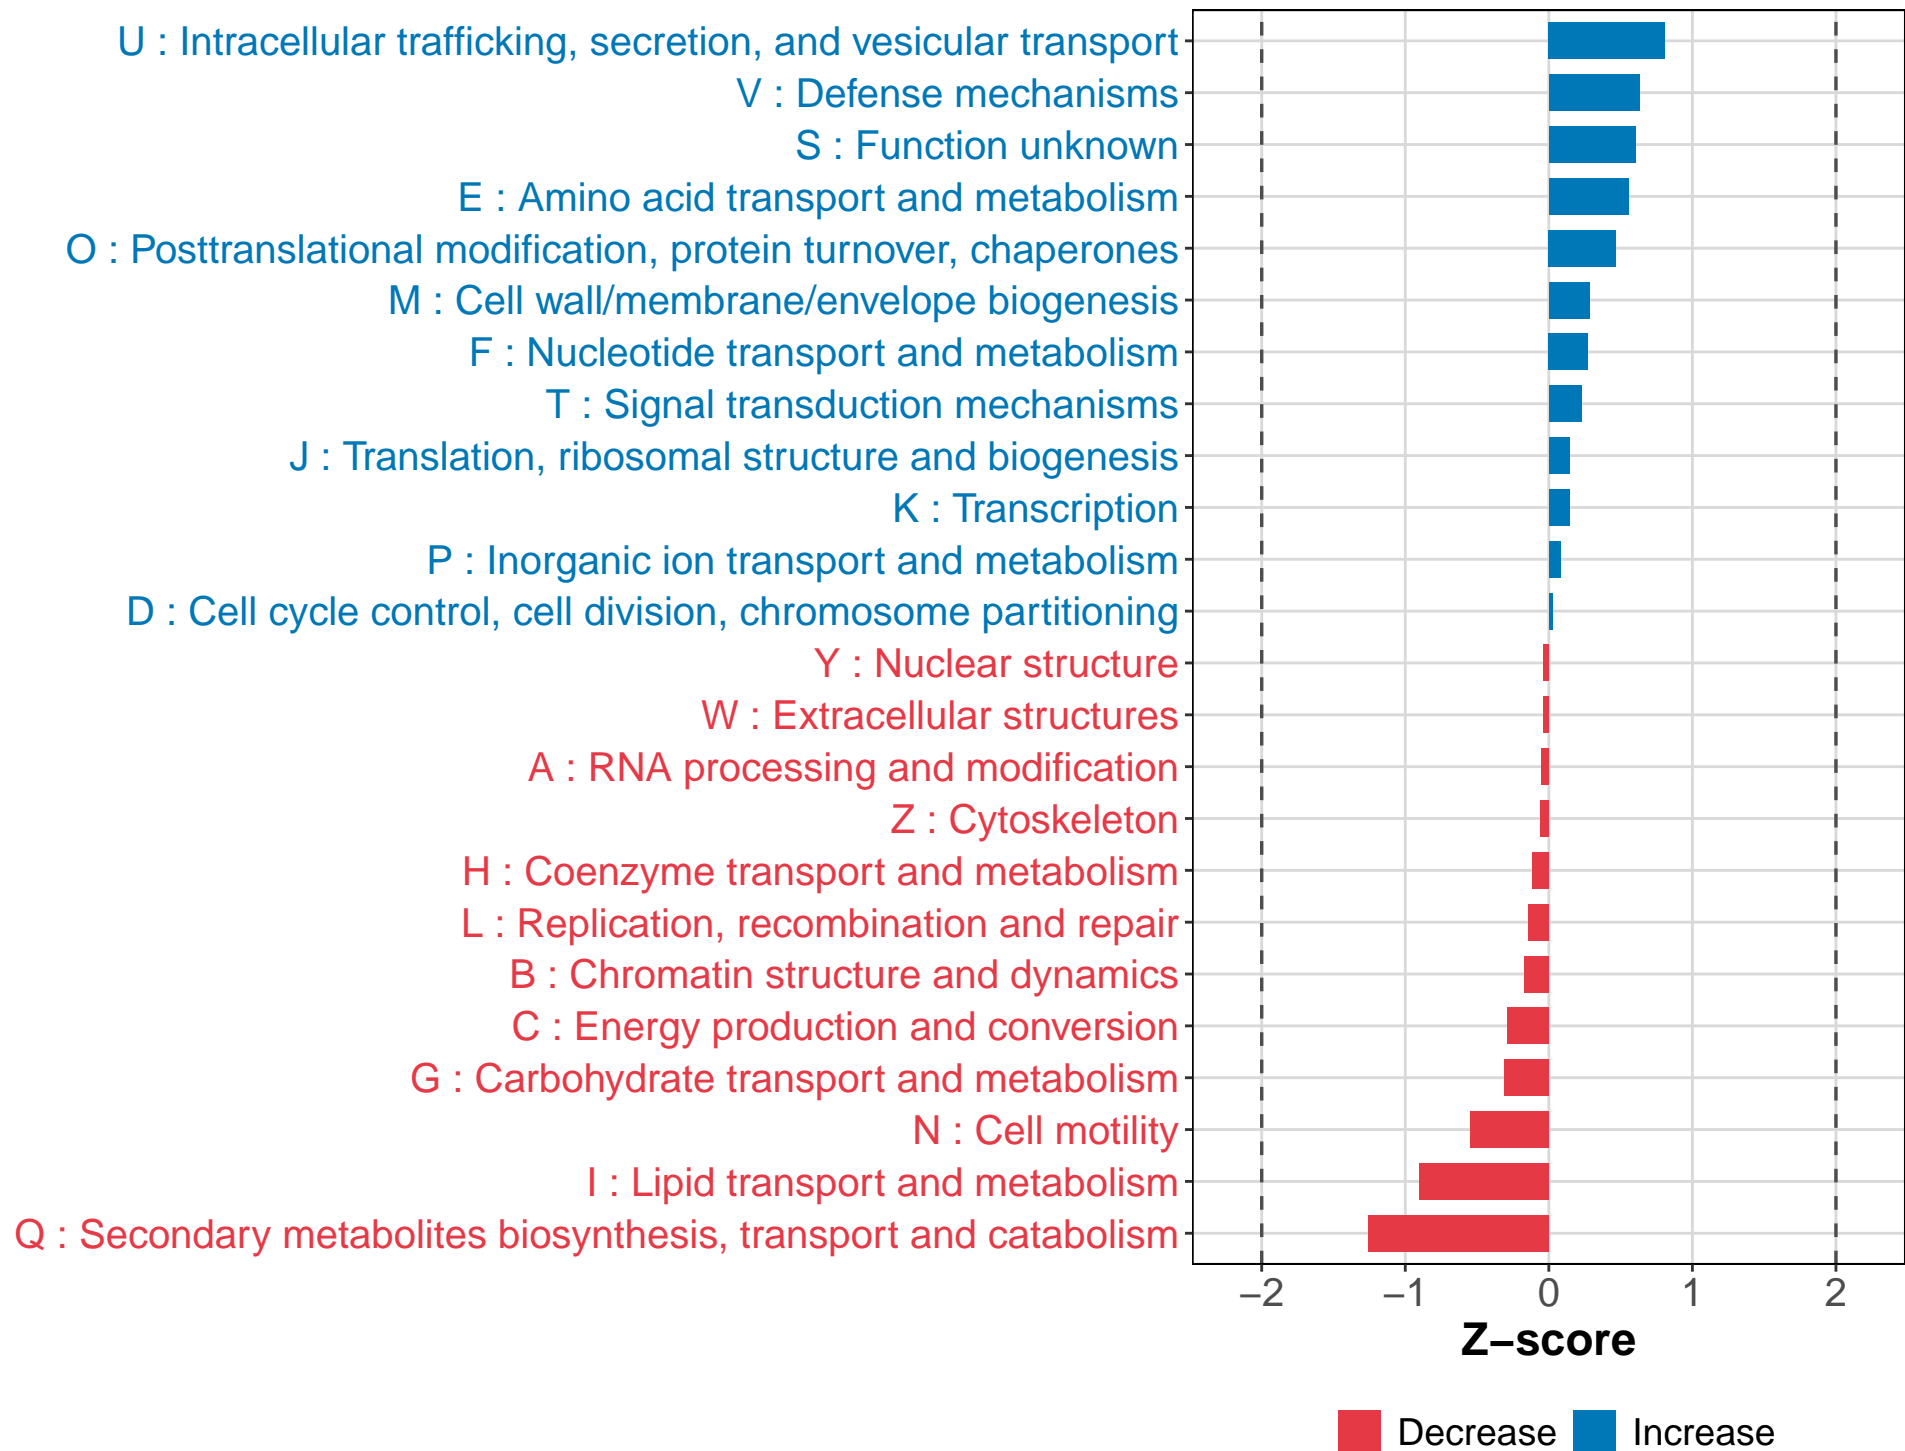 U : Intracellular trafficking, secretion, and vesicular transport
V : Defense mechanisms
S : Function unknown
E : Amino acid transport and metabolism
O : Posttranslational modification, protein turnover, chaperones
M : Cell wall/membrane/envelope biogenesis
F : Nucleotide transport and metabolism
T : Signal transduction mechanisms
J : Translation, ribosomal structure and biogenesis
K : Transcription
P : Inorganic ion transport and metabolism
D : Cell cycle control, cell division, chromosome partitioning
Y : Nuclear structure
W : Extracellular structures
A : RNA processing and modification
Z : Cytoskeleton
H : Coenzyme transport and metabolism
L : Replication, recombination and repair
B : Chromatin structure and dynamics
C : Energy production and conversion
G : Carbohydrate transport and metabolism
N : Cell motility
I : Lipid transport and metabolism
Q : Secondary metabolites biosynthesis, transport and catabolism
−2 −1 0 1 2
Z−score
Decrease Increase